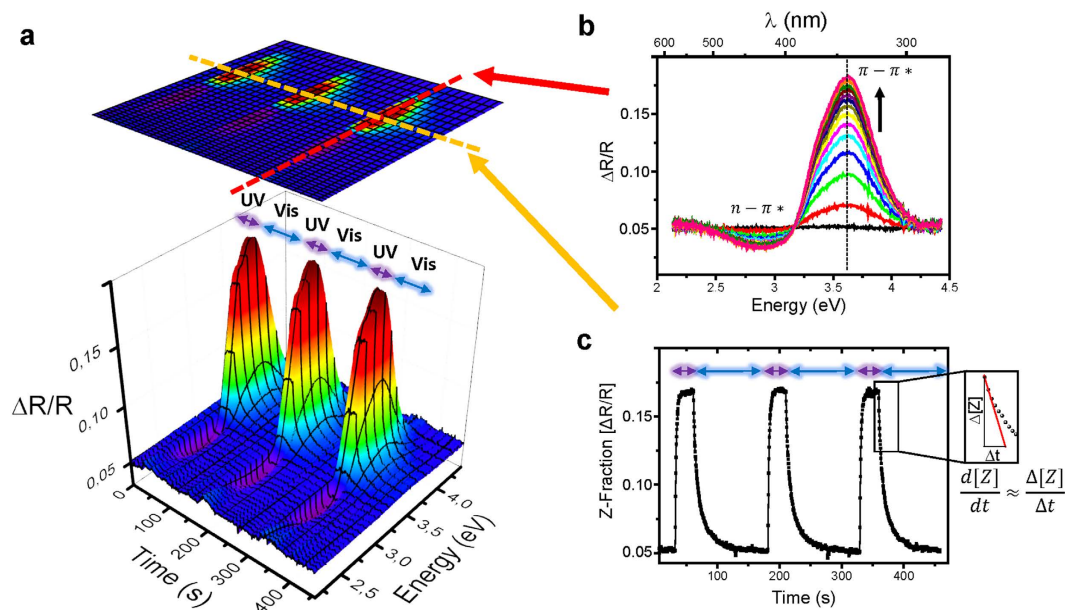 a
UV
Vis
UV
Vis
UV
Vis
0,15
0,10
0,05
ΔR/R
0
100
200
300
400
Time (s)
2,5
3.0
3.5
4.0
Energy (eV)
b
λ (nm)
600
500
400
300
π − π *
n − π *
ΔR/R
0.15
0.10
0.05
2
2.5
3.0
3.5
4.0
4.5
Energy (eV)
c
Z-Fraction [ΔR/R]
0.15
0.10
0.05
100
200
300
400
Time (s)
Δ[Z]
Δt
d[Z]/dt ≈ Δ[Z]/Δt